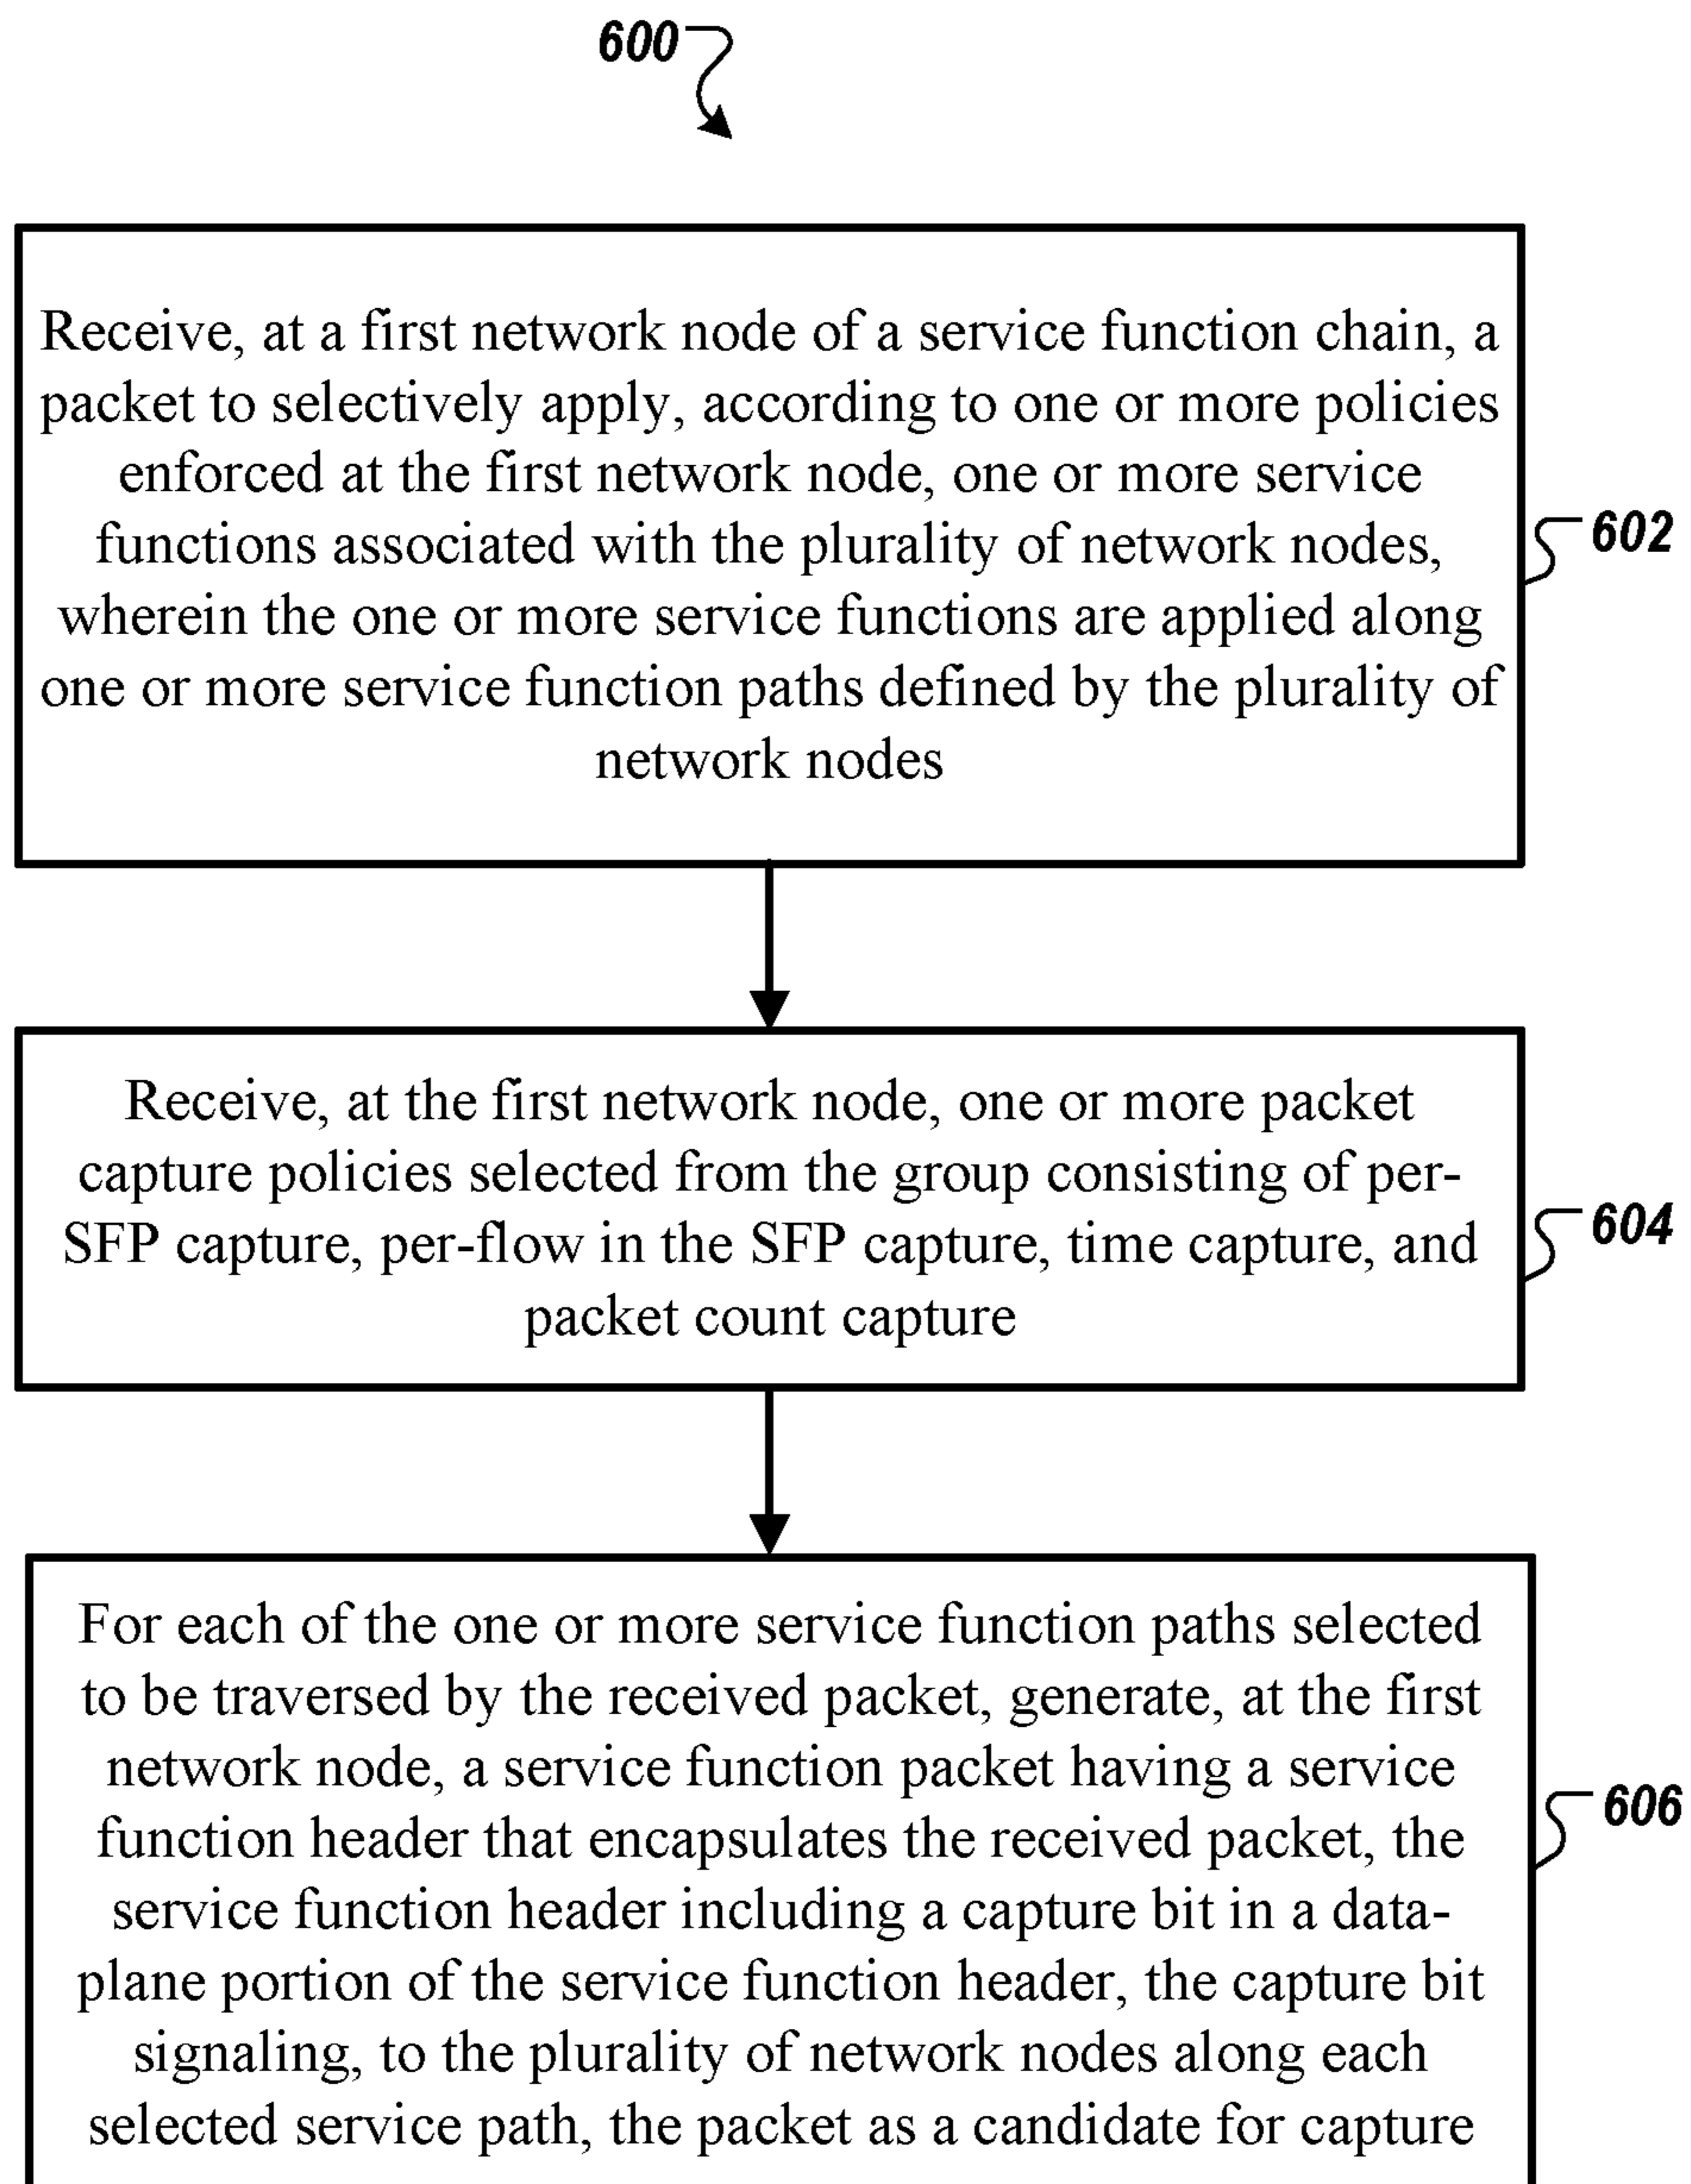 600
Receive, at a first network node of a service function chain, a
packet to selectively apply, according to one or more policies
enforced at the first network node, one or more service
functions associated with the plurality of network nodes,
wherein the one or more service functions are applied along
one or more service function paths defined by the plurality of
network nodes
602
Receive, at the first network node, one or more packet
capture policies selected from the group consisting of per-
SFP capture, per-flow in the SFP capture, time capture, and
packet count capture
604
For each of the one or more service function paths selected
to be traversed by the received packet, generate, at the first
network node, a service function packet having a service
function header that encapsulates the received packet, the
service function header including a capture bit in a data-
plane portion of the service function header, the capture bit
signaling, to the plurality of network nodes along each
selected service path, the packet as a candidate for capture
606